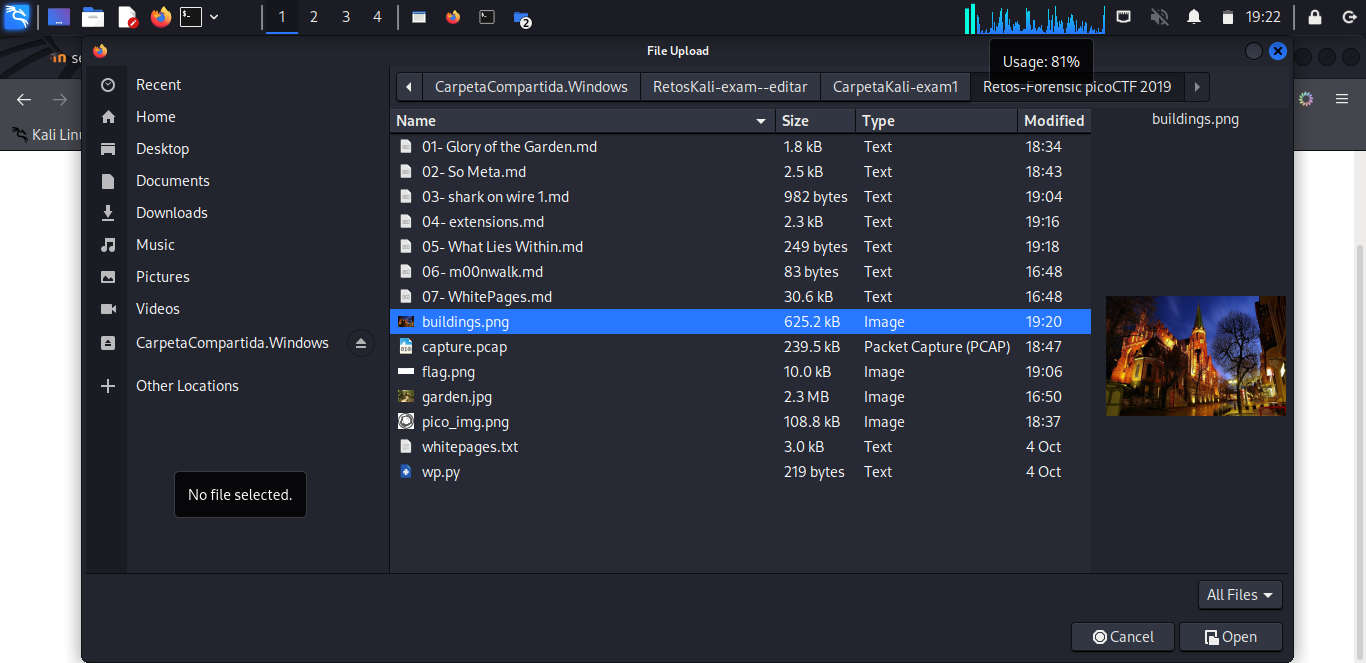 1 2 3 4 2 19:22
File Upload
Usage: 81%
in se
CarpetaCompartida.Windows RetosKali-exam--editar CarpetaKali-exam1 Retos-Forensic picoCTF 2019
Kali Linu
Recent
Home
Desktop
Documents
Downloads
Music
Pictures
Videos
CarpetaCompartida.Windows
Other Locations
No file selected.
Name Size Type Modified
01- Glory of the Garden.md 1.8 kB Text 18:34
02- So Meta.md 2.5 kB Text 18:43
03- shark on wire 1.md 982 bytes Text 19:04
04- extensions.md 2.3 kB Text 19:16
05- What Lies Within.md 249 bytes Text 19:18
06- m00nwalk.md 83 bytes Text 16:48
07- WhitePages.md 30.6 kB Text 16:48
buildings.png 625.2 kB Image 19:20
capture.pcap 239.5 kB Packet Capture (PCAP) 18:47
flag.png 10.0 kB Image 19:06
garden.jpg 2.3 MB Image 16:50
pico_img.png 108.8 kB Image 18:37
whitepages.txt 3.0 kB Text 4 Oct
wp.py 219 bytes Text 4 Oct
buildings.png
All Files
Cancel Open